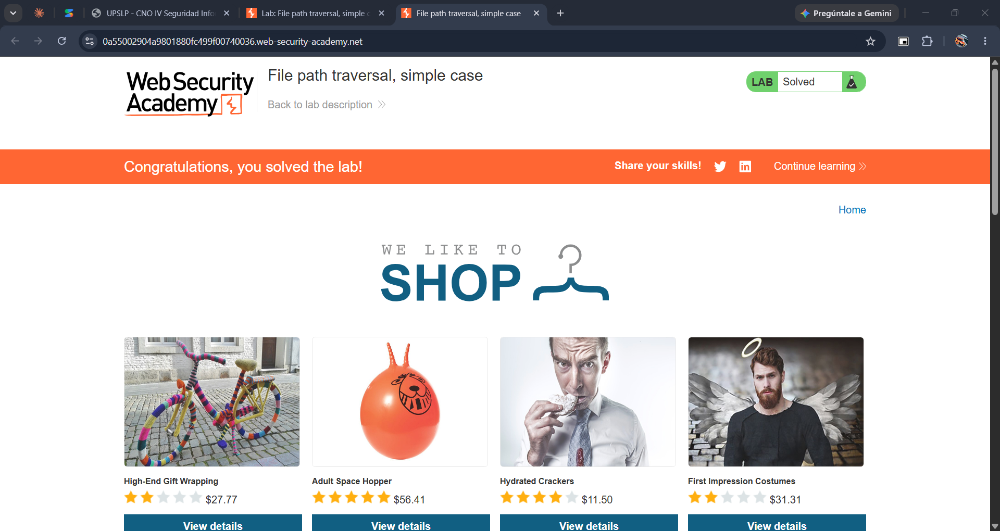 UPSLP - CNO IV Seguridad Info
Lab: File path traversal, simple c
File path traversal, simple case
Pregúntale a Gemini
0a55002904a9801880fc499f00740036.web-security-academy.net
Web Security
Academy
File path traversal, simple case
Back to lab description
LAB Solved
Congratulations, you solved the lab!
Share your skills!
Continue learning
Home
WE LIKE TO
SHOP
High-End Gift Wrapping
$27.77
View details
Adult Space Hopper
$56.41
View details
Hydrated Crackers
$11.50
View details
First Impression Costumes
$31.31
View details